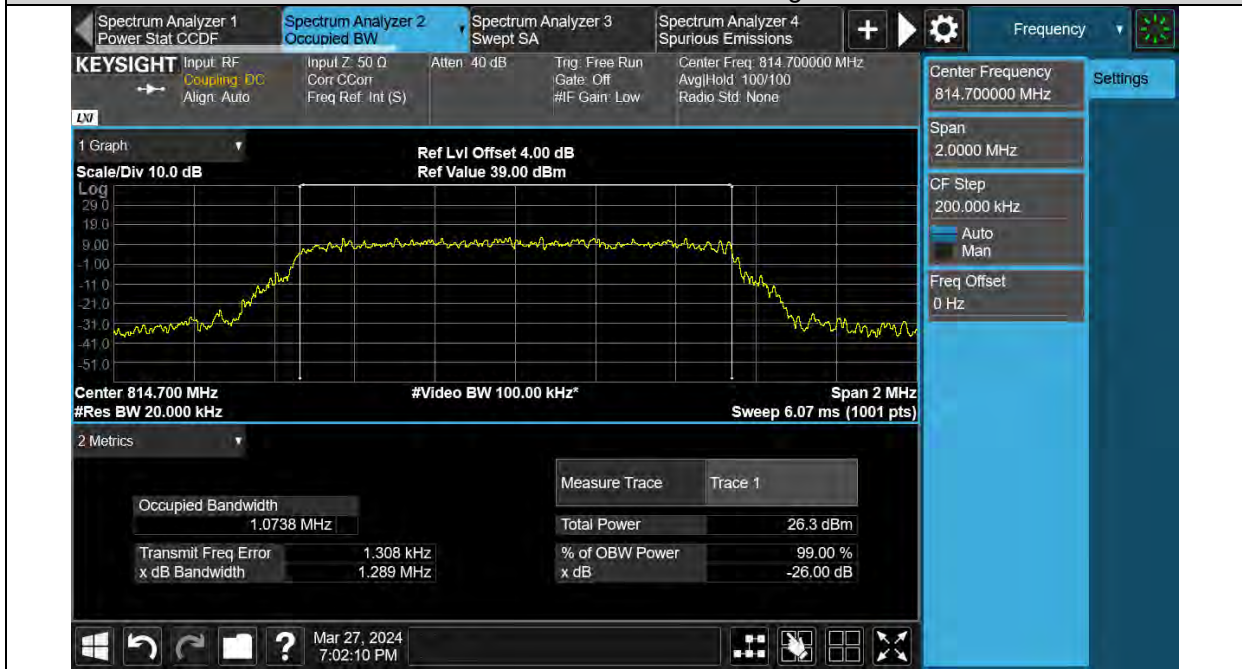 Spectrum Analyzer 1
Power Stat CCDF
Spectrum Analyzer 2
Occupied BW
Spectrum Analyzer 3
Swept SA
Spectrum Analyzer 4
Spurious Emissions
Frequency
KEYSIGHT
Input: RF
Coupling: DC
Align: Auto
Input Z: 50 Ω
Corr CCorr
Freq Ref: Int (S)
Atten: 40 dB
Trig: Free Run
Gate: Off
#IF Gain: Low
Center Freq: 814.700000 MHz
Avg|Hold: 100/100
Radio Std: None
LXI
1 Graph
Scale/Div 10.0 dB
Ref Lvl Offset 4.00 dB
Ref Value 39.00 dBm
Log
29.0
19.0
9.00
-1.00
-11.0
-21.0
-31.0
-41.0
-51.0
Center 814.700 MHz
#Res BW 20.000 kHz
#Video BW 100.00 kHz*
Span 2 MHz
Sweep 6.07 ms (1001 pts)
2 Metrics
Measure Trace Trace 1
Occupied Bandwidth
1.0738 MHz
Total Power 26.3 dBm
Transmit Freq Error 1.308 kHz
% of OBW Power 99.00 %
x dB Bandwidth 1.289 MHz
x dB -26.00 dB
Center Frequency
814.700000 MHz
Settings
Span
2.0000 MHz
CF Step
200.000 kHz
Auto
Man
Freq Offset
0 Hz
?
Mar 27, 2024
7:02:10 PM